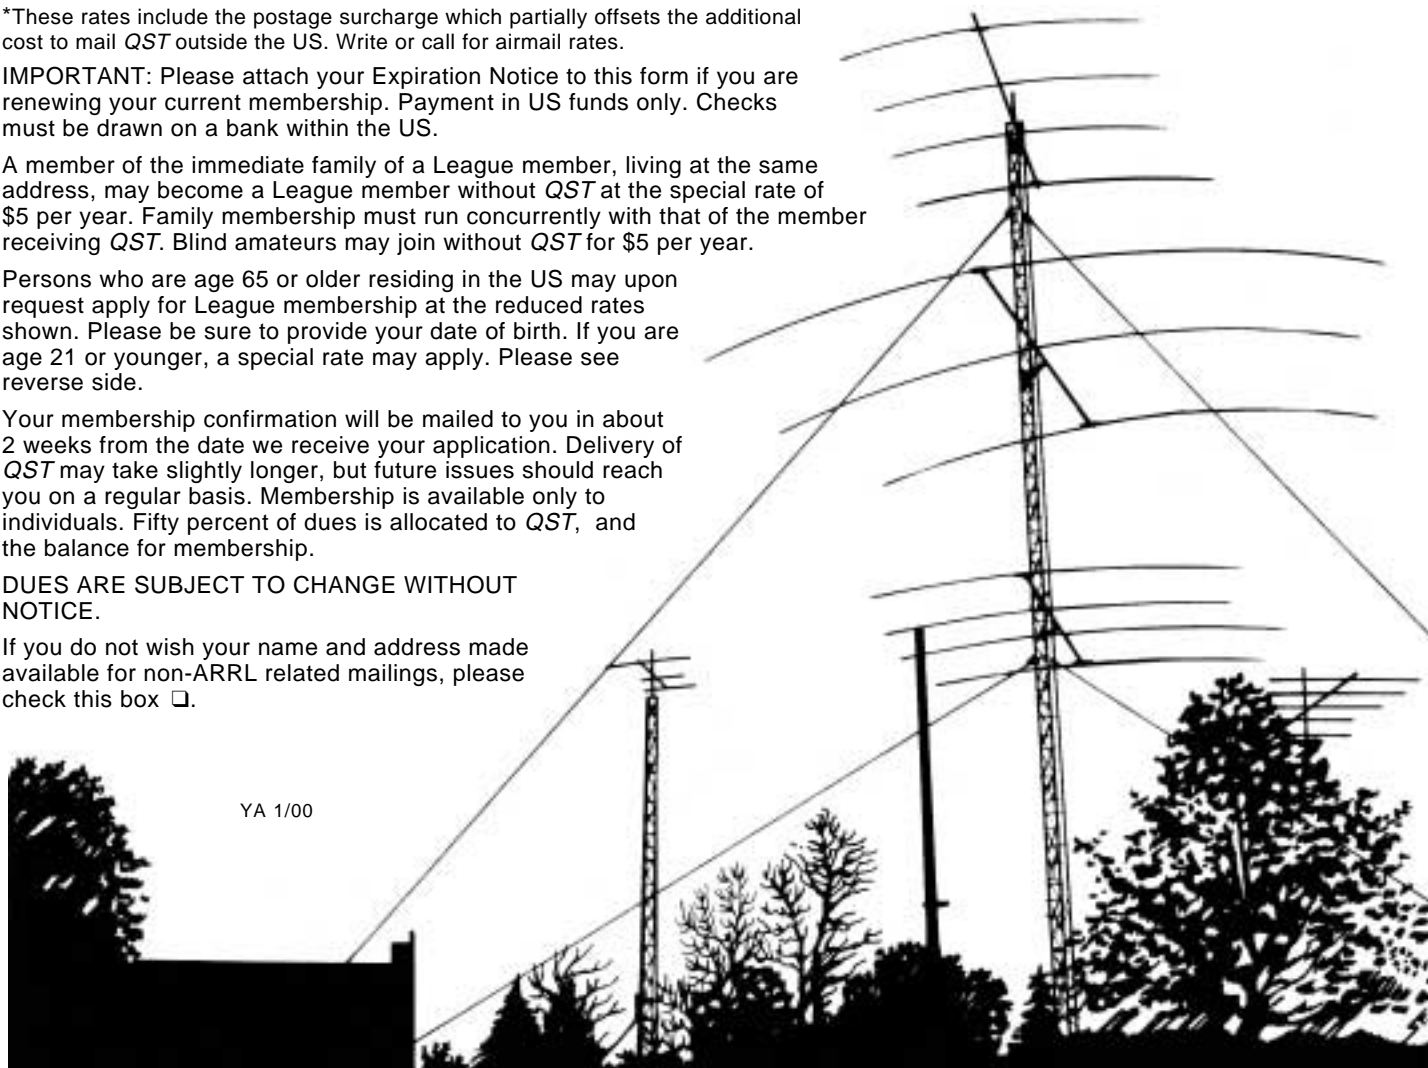 *These rates include the postage surcharge which partially offsets the additional
cost to mail QST outside the US. Write or call for airmail rates.
IMPORTANT: Please attach your Expiration Notice to this form if you are
renewing your current membership. Payment in US funds only. Checks
must be drawn on a bank within the US.
A member of the immediate family of a League member, living at the same
address, may become a League member without QST at the special rate of
$5 per year. Family membership must run concurrently with that of the member
receiving QST. Blind amateurs may join without QST for $5 per year.
Persons who are age 65 or older residing in the US may upon
request apply for League membership at the reduced rates
shown. Please be sure to provide your date of birth. If you are
age 21 or younger, a special rate may apply. Please see
reverse side.
Your membership confirmation will be mailed to you in about
2 weeks from the date we receive your application. Delivery of
QST may take slightly longer, but future issues should reach
you on a regular basis. Membership is available only to
individuals. Fifty percent of dues is allocated to QST, and
the balance for membership.
DUES ARE SUBJECT TO CHANGE WITHOUT
NOTICE.
If you do not wish your name and address made
available for non-ARRL related mailings, please
check this box ❏.
YA 1/00